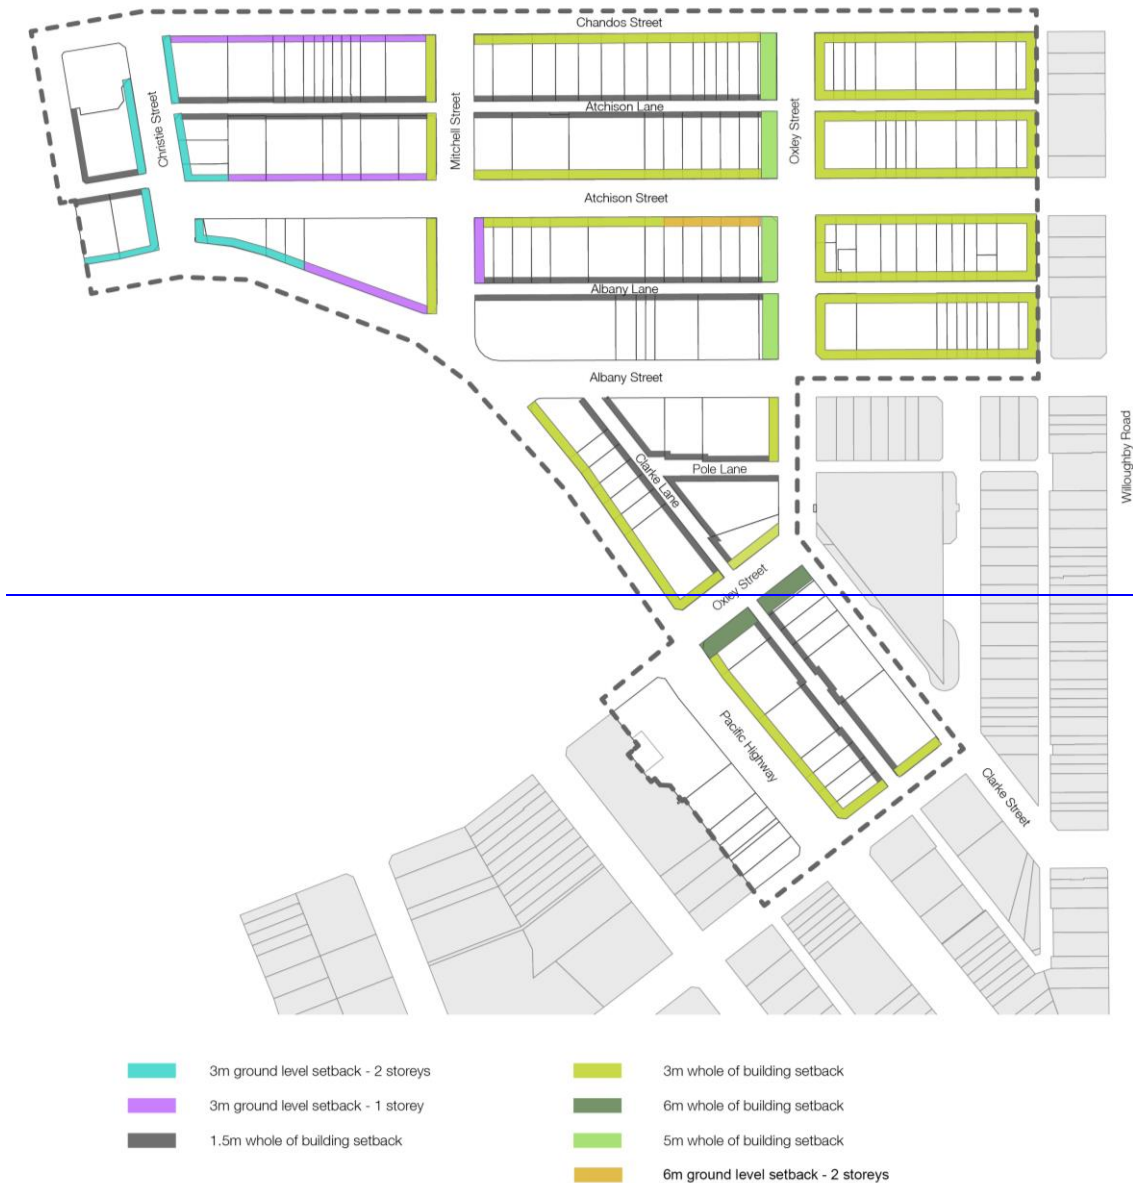 Chandos Street
Christie Street
Mitchell Street
Atchison Lane
Oxley Street
Atchison Street
Albany Lane
Albany Street
Clarke Lane
Pole Lane
Willoughby Road
Oxley Street
Pacific Highway
Clarke Street
3m ground level setback - 2 storeys
3m ground level setback - 1 storey
1.5m whole of building setback
3m whole of building setback
6m whole of building setback
5m whole of building setback
6m ground level setback - 2 storeys